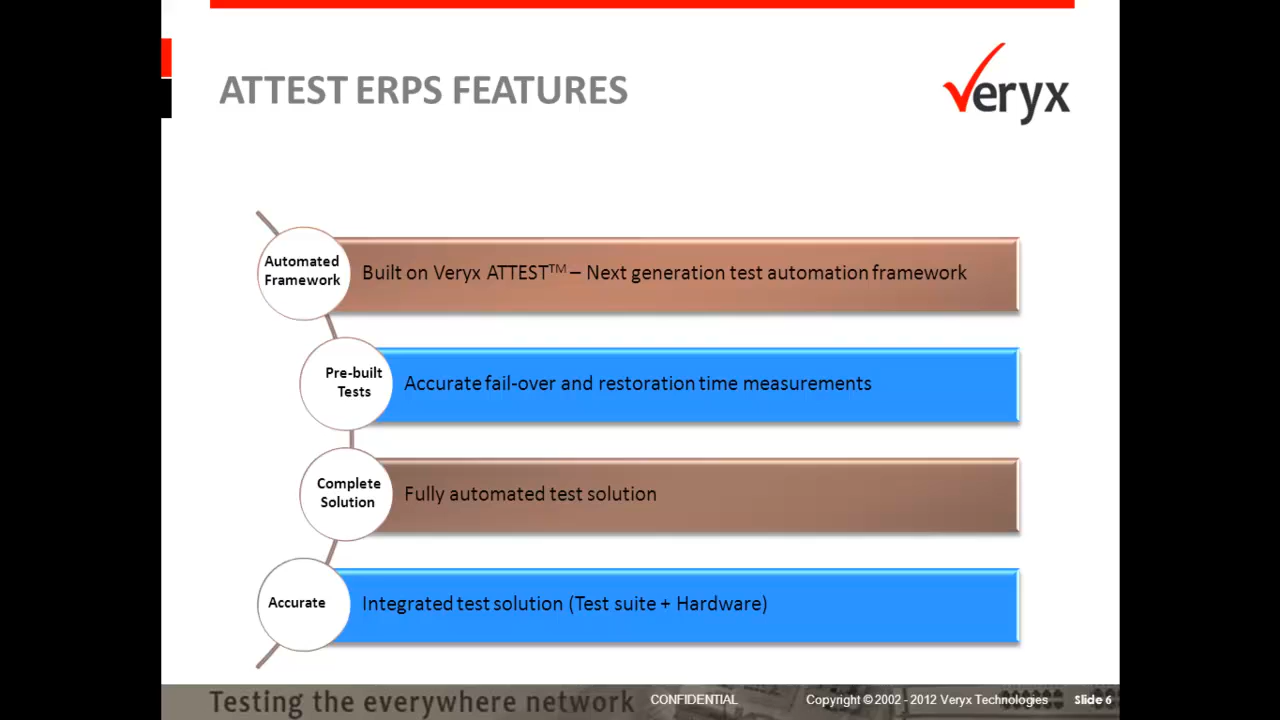 ATTEST ERPS FEATURES
Veryx
Automated
Framework
Built on Veryx ATTEST™ – Next generation test automation framework
Pre-built
Tests
Accurate fail-over and restoration time measurements
Complete
Solution
Fully automated test solution
Accurate
Integrated test solution (Test suite + Hardware)
Testing the everywhere network
CONFIDENTIAL
Copyright © 2002 - 2012 Veryx Technologies
Slide 6